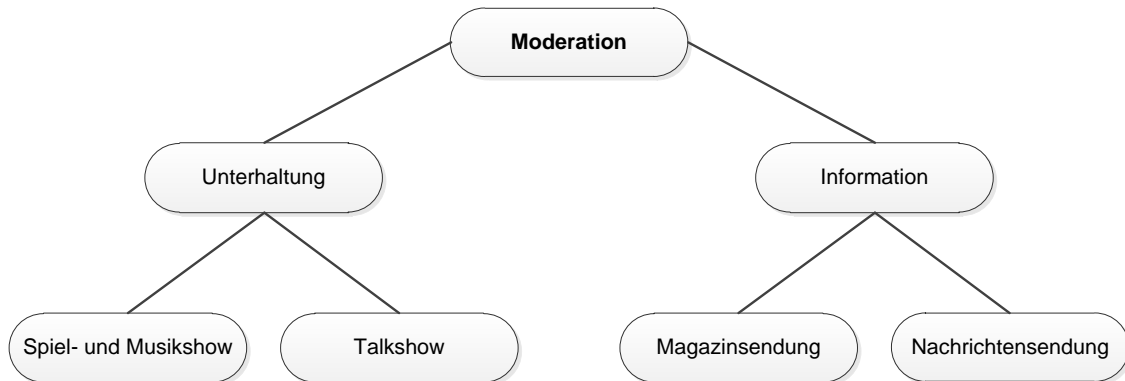 Moderation
Unterhaltung
Information
Spiel- und Musikshow
Talkshow
Magazinsendung
Nachrichtensendung